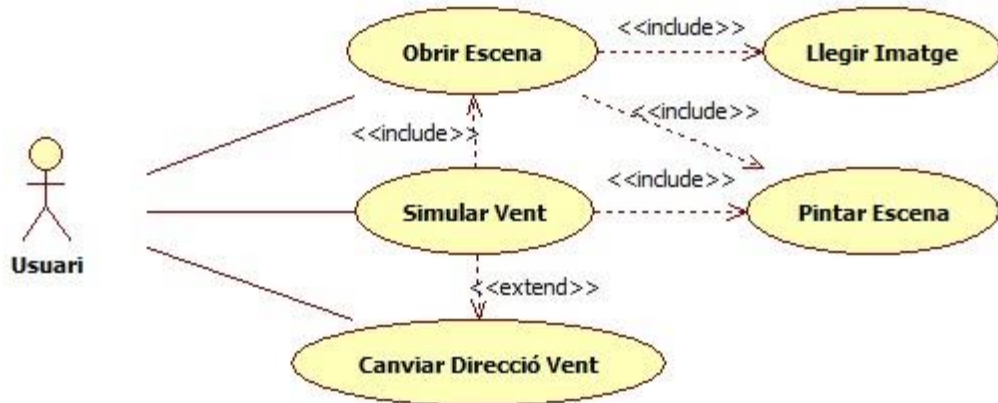 <<include>>
Obrir Escena
Llegir Imatge
<<include>>
<<include>>
<<include>>
Simular Vent
Pintar Escena
Usuari
<<extend>>
Canviar Direcció Vent